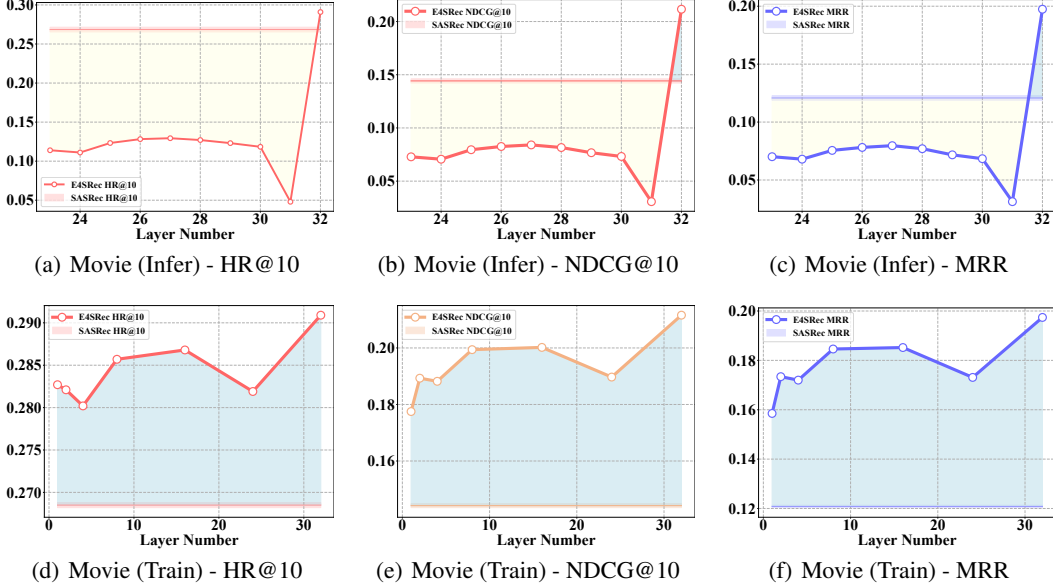 0.30
0.25
0.20
0.15
0.10
0.05
E4SRec HR@10
SASRec HR@10
24 26 28 30 32
Layer Number
(a) Movie (Infer) - HR@10
0.20
0.15
0.10
0.05
E4SRec NDCG@10
SASRec NDCG@10
24 26 28 30 32
Layer Number
(b) Movie (Infer) - NDCG@10
0.20
0.15
0.10
0.05
E4SRec MRR
SASRec MRR
24 26 28 30 32
Layer Number
(c) Movie (Infer) - MRR
0.290
0.285
0.280
0.275
0.270
E4SRec HR@10
SASRec HR@10
0 10 20 30
Layer Number
(d) Movie (Train) - HR@10
0.20
0.18
0.16
E4SRec NDCG@10
SASRec NDCG@10
0 10 20 30
Layer Number
(e) Movie (Train) - NDCG@10
0.20
0.18
0.16
0.14
0.12
E4SRec MRR
SASRec MRR
0 10 20 30
Layer Number
(f) Movie (Train) - MRR